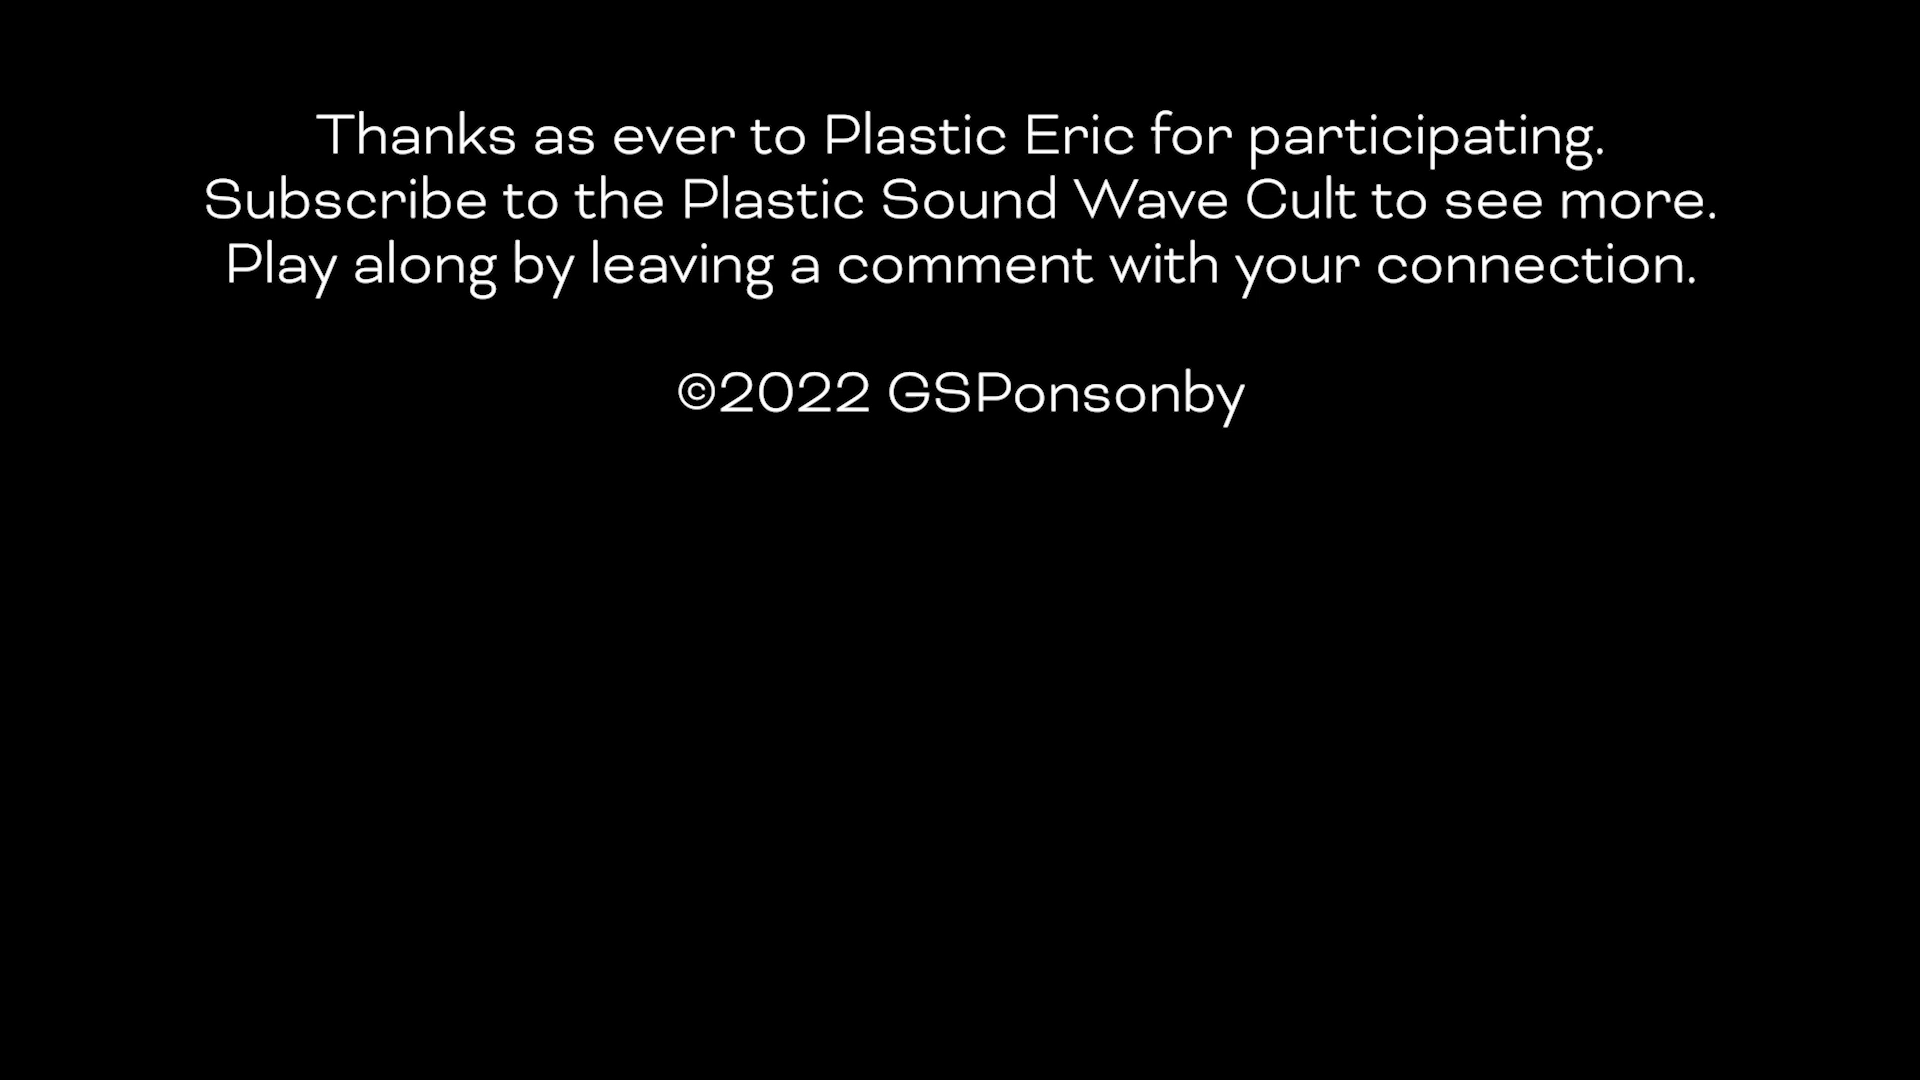 Thanks as ever to Plastic Eric for participating.
Subscribe to the Plastic Sound Wave Cult to see more.
Play along by leaving a comment with your connection.
©2022 GSPonsonby